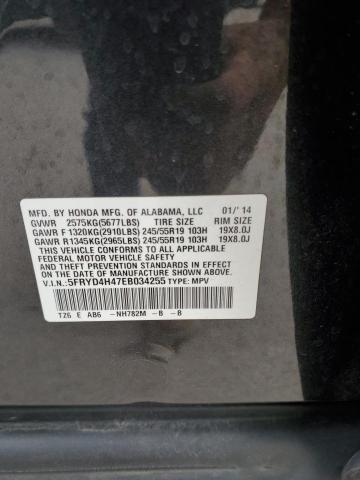 MFD. BY HONDA MFG. OF ALABAMA, LLC 01/'14
GVWR 2575KG(5677LBS) TIRE SIZE RIM SIZE
GAWR F 1320KG(2910LBS) 245/55R19 103H 19X8.0J
GAWR R1345KG(2965LBS) 245/55R19 103H 19X8.0J
THIS VEHICLE CONFORMS TO ALL APPLICABLE
FEDERAL MOTOR VEHICLE SAFETY AND THEFT
PREVENTION STANDARDS IN EFFECT ON THE DATE
OF MANUFACTURE SHOWN ABOVE.
V.I.N.:5FRYD4H47EB034255 TYPE: MPV
TZ6 E AB6 -NH782M -B -B